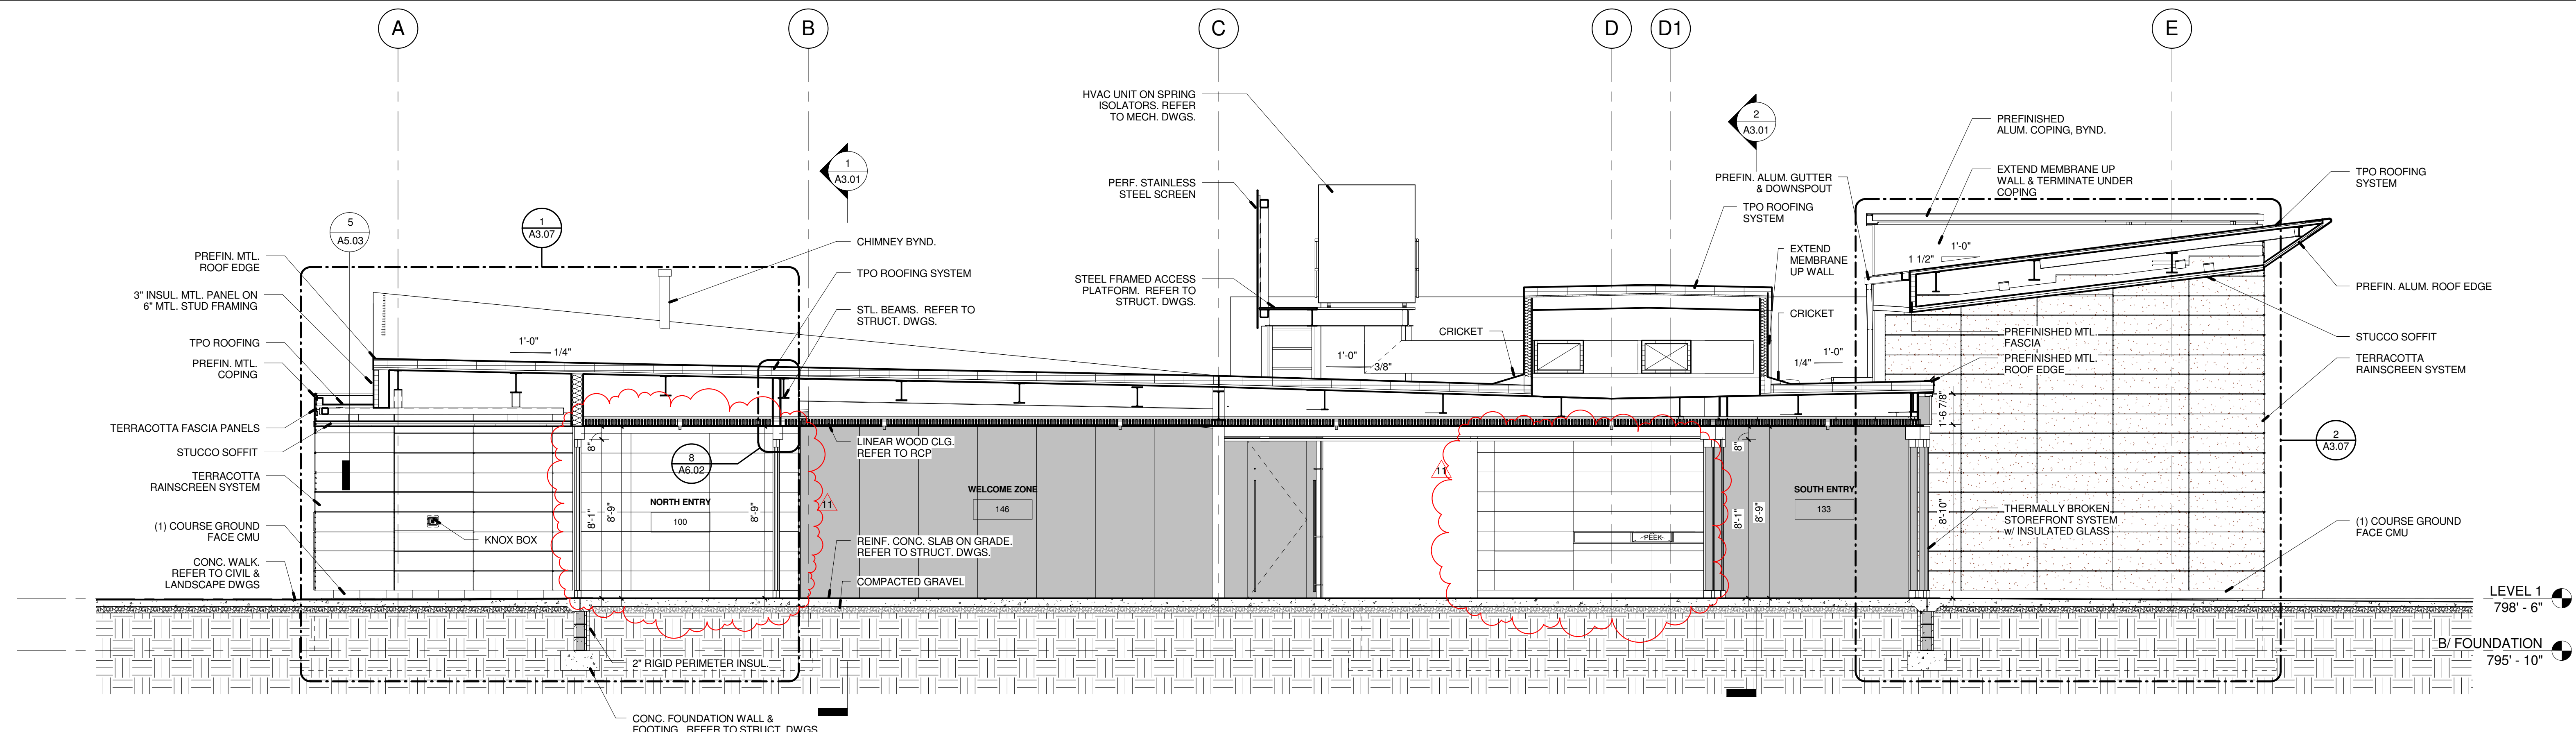 A
B
C
D
D1
E
HVAC UNIT ON SPRING
ISOLATORS. REFER
TO MECH. DWGS.
2
A3.01
PREFINISHED
ALUM. COPING, BYND.
1
A3.01
EXTEND MEMBRANE UP
WALL & TERMINATE UNDER
COPING
PREFIN. ALUM. GUTTER
& DOWNSPOUT
TPO ROOFING
SYSTEM
PERF. STAINLESS
STEEL SCREEN
TPO ROOFING
SYSTEM
5
A5.03
1
A3.07
CHIMNEY BYND.
EXTEND
MEMBRANE
UP WALL
1'-0"
1 1/2"
PREFIN. MTL.
ROOF EDGE
TPO ROOFING SYSTEM
STEEL FRAMED ACCESS
PLATFORM. REFER TO
STRUCT. DWGS.
PREFIN. ALUM. ROOF EDGE
3" INSUL. MTL. PANEL ON
6" MTL. STUD FRAMING
STL. BEAMS. REFER TO
STRUCT. DWGS.
CRICKET
CRICKET
PREFINISHED MTL.
FASCIA
STUCCO SOFFIT
TPO ROOFING
1'-0"
1/4"
1'-0"
3/8"
1'-0"
1/4"
PREFINISHED MTL.
ROOF EDGE
TERRACOTTA
RAINSCREEN SYSTEM
PREFIN. MTL.
COPING
1'-6 7/8"
TERRACOTTA FASCIA PANELS
STUCCO SOFFIT
8"
LINEAR WOOD CLG.
REFER TO RCP
8"
2
A3.07
8
A6.02
11
TERRACOTTA
RAINSCREEN SYSTEM
NORTH ENTRY
100
8'-1"
8'-9"
8'-9"
11
WELCOME ZONE
146
SOUTH ENTRY
133
8'-1"
8'-9"
8'-10"
THERMALLY BROKEN
STOREFRONT SYSTEM
w/ INSULATED GLASS
(1) COURSE GROUND
FACE CMU
(1) COURSE GROUND
FACE CMU
KNOX BOX
REINF. CONC. SLAB ON GRADE.
REFER TO STRUCT. DWGS.
PEEK
CONC. WALK.
REFER TO CIVIL &
LANDSCAPE DWGS
COMPACTED GRAVEL
LEVEL 1
798' - 6"
B/ FOUNDATION
795' - 10"
2" RIGID PERIMETER INSUL.
CONC. FOUNDATION WALL &
FOOTING. REFER TO STRUCT. DWGS